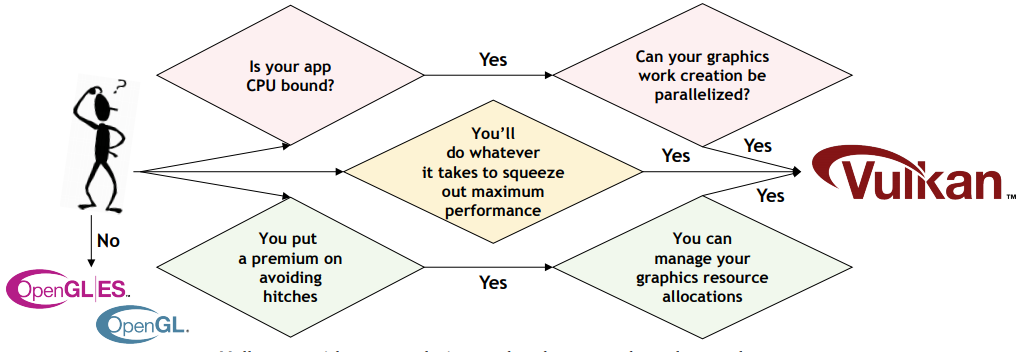 ?
Is your app
CPU bound?
Yes
Can your graphics
work creation be
parallelized?
You'll
do whatever
it takes to squeeze
out maximum
performance
Yes
Yes
Vulkan™
Yes
No
You put
a premium on
avoiding
hitches
Yes
You can
manage your
graphics resource
allocations
OpenGL|ES™
OpenGL.